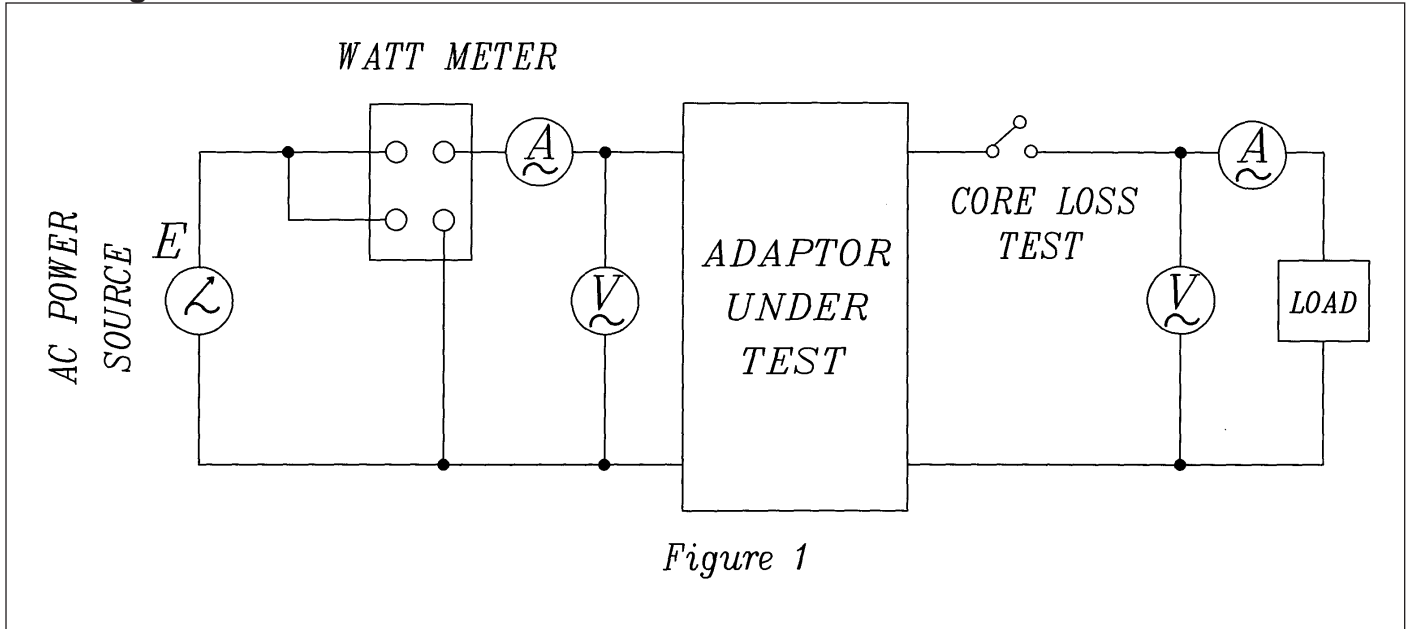 WATT METER
AC POWER
SOURCE
E
A
V
ADAPTOR
UNDER
TEST
CORE LOSS
TEST
A
V
LOAD
Figure 1